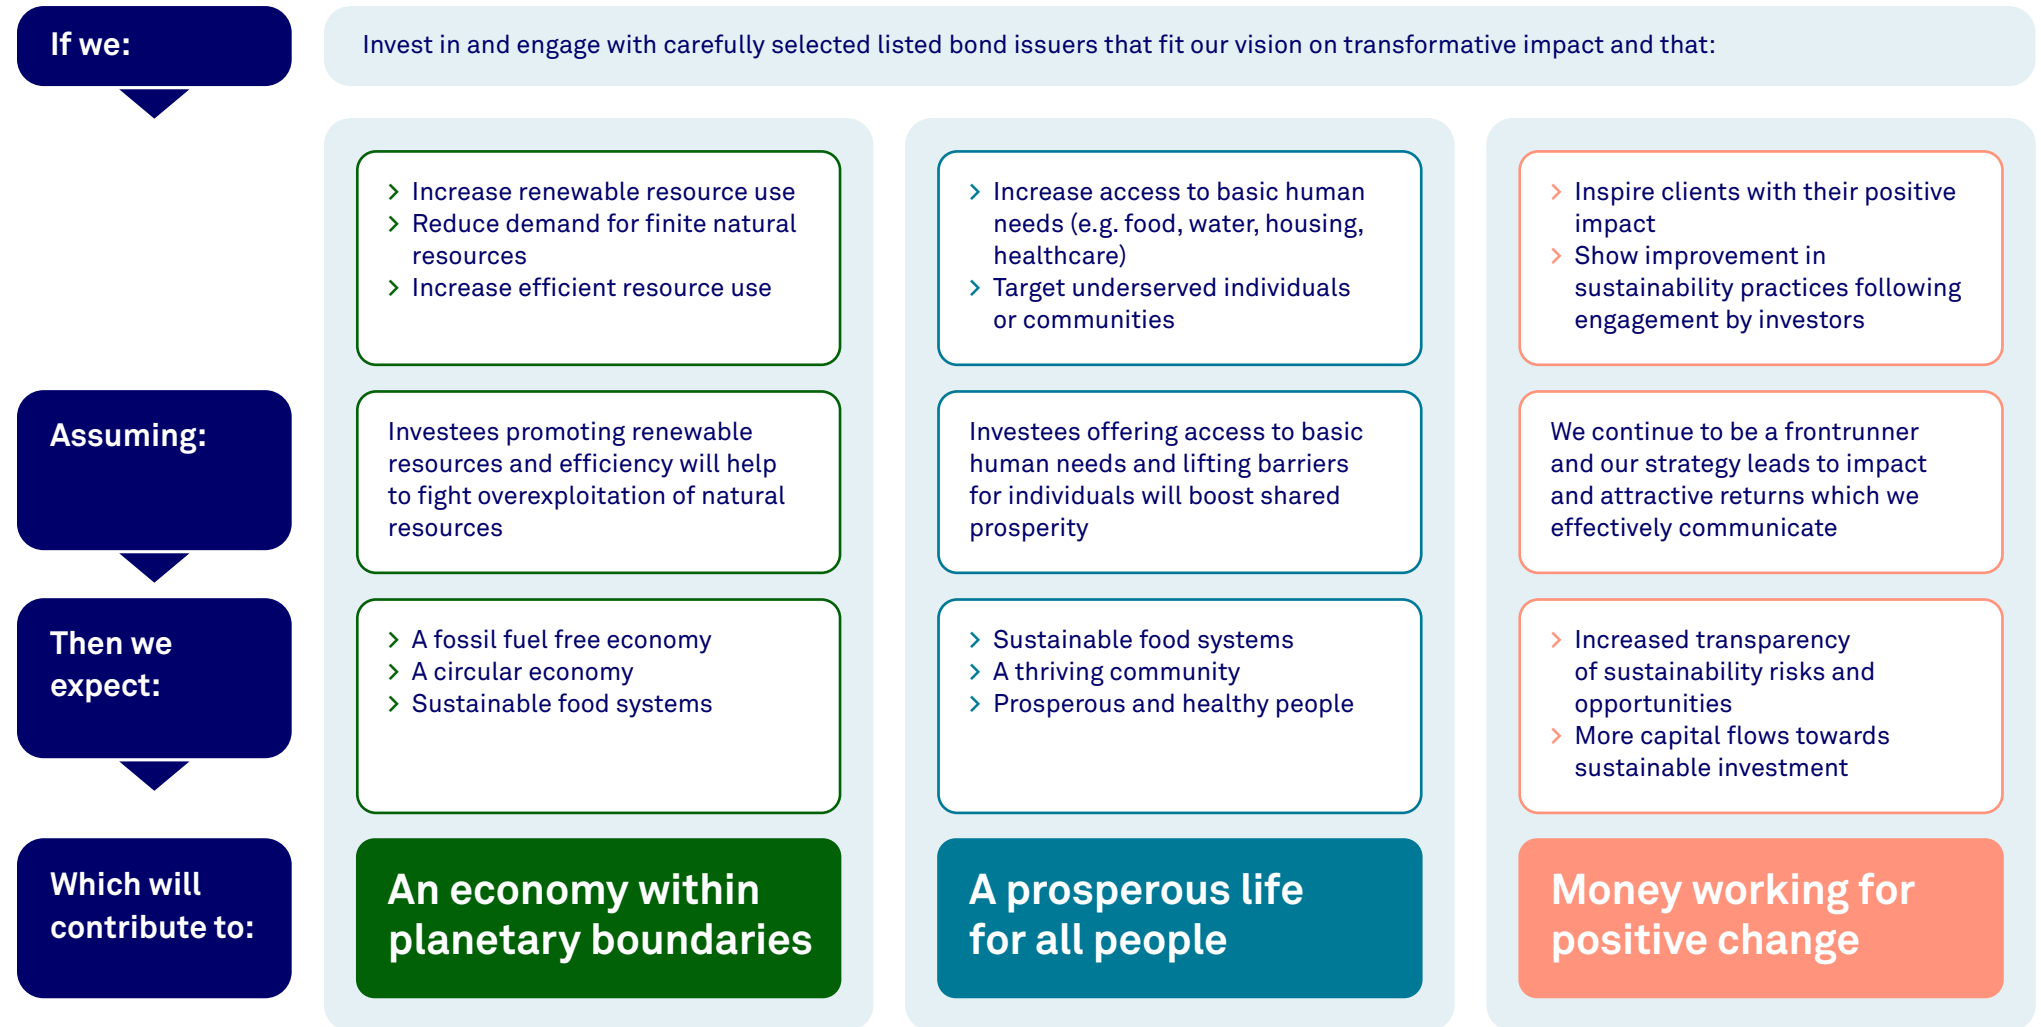 If we:
Invest in and engage with carefully selected listed bond issuers that fit our vision on transformative impact and that:
> Increase renewable resource use
> Reduce demand for finite natural
resources
> Increase efficient resource use
> Increase access to basic human
needs (e.g. food, water, housing,
healthcare)
> Target underserved individuals
or communities
> Inspire clients with their positive
impact
> Show improvement in
sustainability practices following
engagement by investors
Assuming:
Investees promoting renewable
resources and efficiency will help
to fight overexploitation of natural
resources
Investees offering access to basic
human needs and lifting barriers
for individuals will boost shared
prosperity
We continue to be a frontrunner
and our strategy leads to impact
and attractive returns which we
effectively communicate
Then we
expect:
> A fossil fuel free economy
> A circular economy
> Sustainable food systems
> Sustainable food systems
> A thriving community
> Prosperous and healthy people
> Increased transparency
of sustainability risks and
opportunities
> More capital flows towards
sustainable investment
Which will
contribute to:
An economy within
planetary boundaries
A prosperous life
for all people
Money working for
positive change